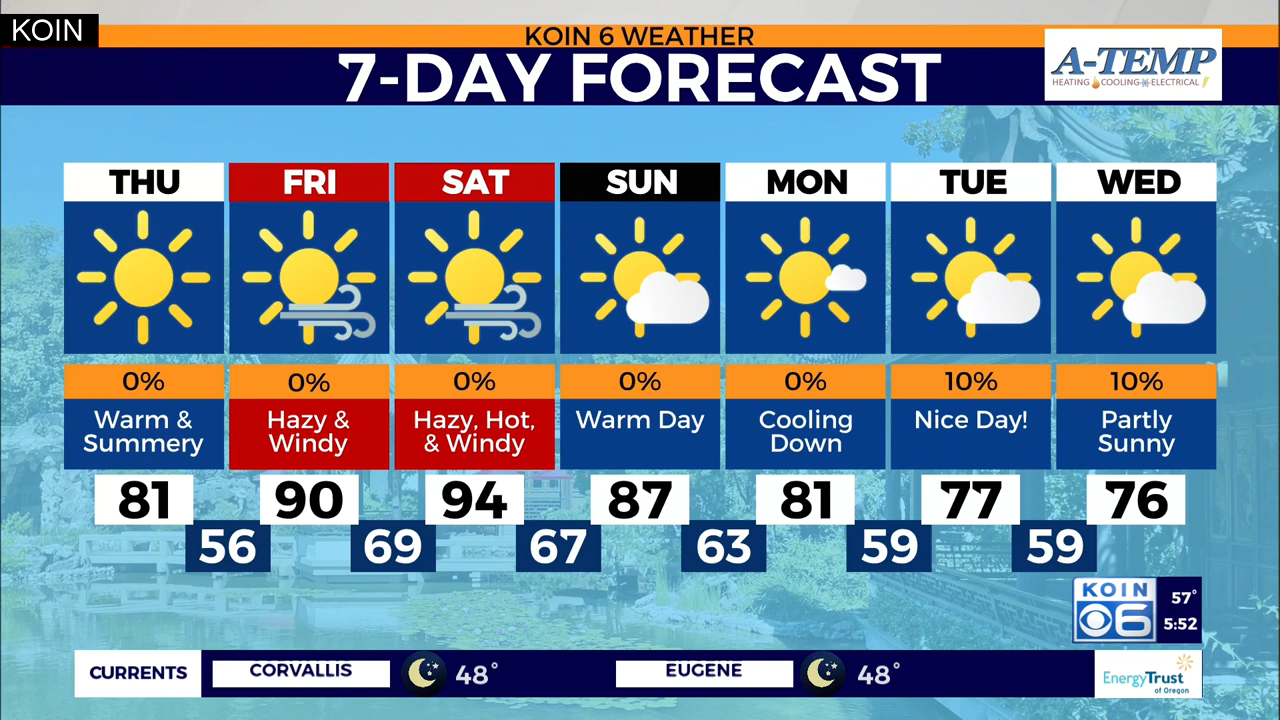 KOIN
KOIN 6 WEATHER
7-DAY FORECAST
A-TEMP
HEATING COOLING ELECTRICAL
THU FRI SAT SUN MON TUE WED
0% 0% 0% 0% 0% 10% 10%
Warm & Summery
Hazy & Windy
Hazy, Hot, & Windy
Warm Day
Cooling Down
Nice Day!
Partly Sunny
81 90 94 87 81 77 76
56 69 67 63 59 59
KOIN 6
57°
5:52
CURRENTS CORVALLIS 48° EUGENE 48°
EnergyTrust
of Oregon